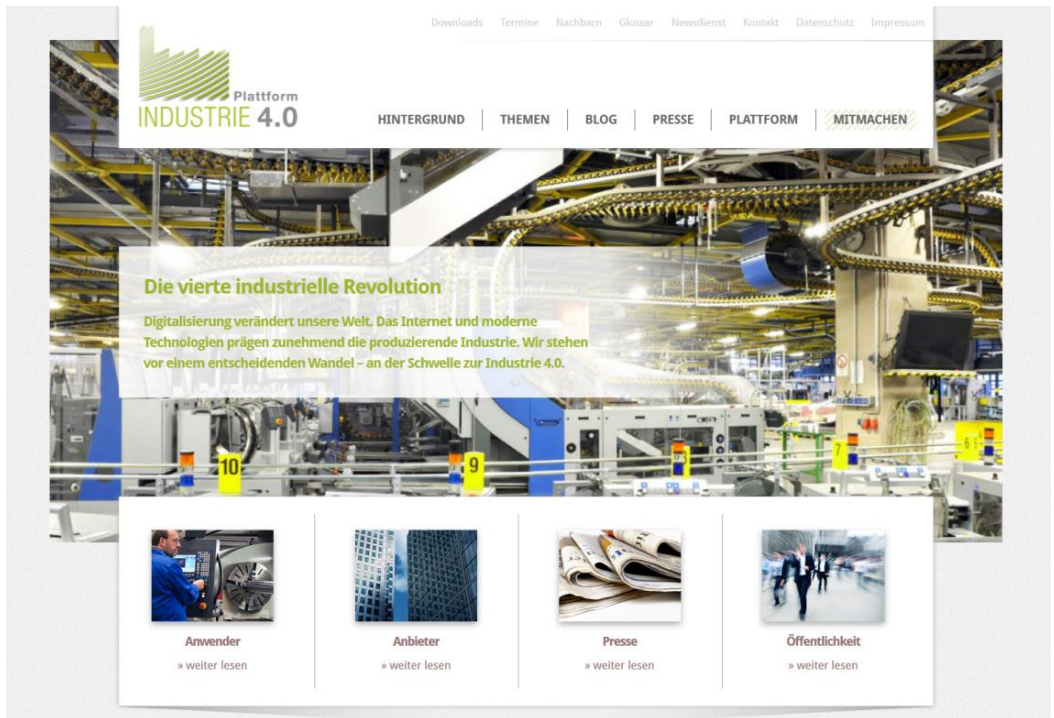 Downloads Termine Nachbarn Glossar Newsdienst Kontakt Datenschutz Impressum
Plattform
INDUSTRIE 4.0
HINTERGRUND THEMEN BLOG PRESSE PLATTFORM MITMACHEN
Die vierte industrielle Revolution
Digitalisierung verändert unsere Welt. Das Internet und moderne
Technologien prägen zunehmend die produzierende Industrie. Wir stehen
vor einem entscheidenden Wandel – an der Schwelle zur Industrie 4.0.
10 9 7 6
Anwender Anbieter Presse Öffentlichkeit
» weiter lesen » weiter lesen » weiter lesen » weiter lesen